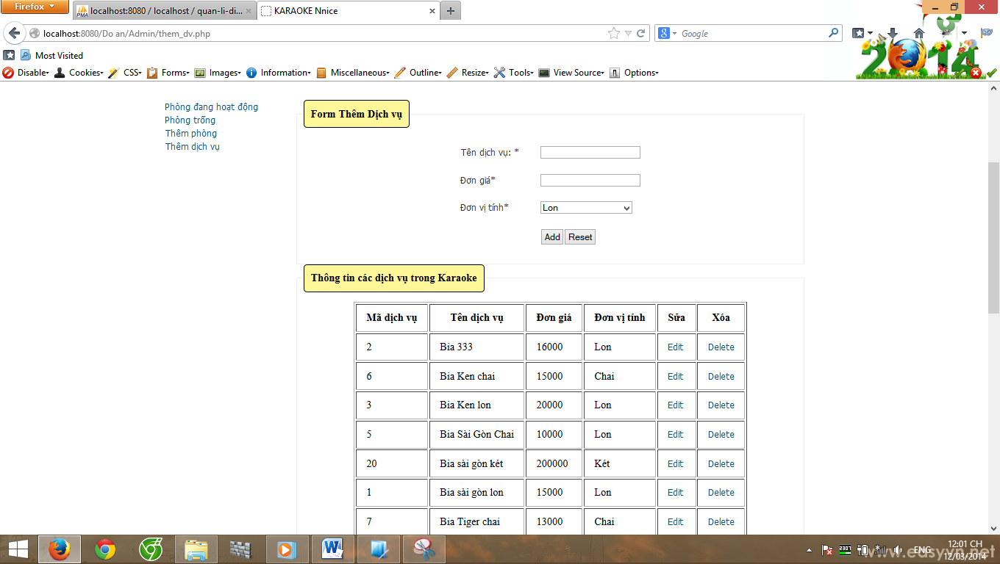 Firefox
PMA localhost:8080 / localhost / quan-li-di... KARAOKE Nnice
localhost:8080/Do an/Admin/them_dv.php Google
Most Visited
2014
Disable Cookies CSS Forms Images Information Miscellaneous Outline Resize Tools View Source Options
Phòng đang hoạt động
Phòng trống
Thêm phòng
Thêm dịch vụ
Form Thêm Dịch vụ
Tên dịch vụ: *
Đơn giá*
Đơn vị tính* Lon
Add Reset
Thông tin các dịch vụ trong Karaoke
Mã dịch vụ Tên dịch vụ Đơn giá Đơn vị tính Sửa Xóa
2 Bia 333 16000 Lon Edit Delete
6 Bia Ken chai 15000 Chai Edit Delete
3 Bia Ken lon 20000 Lon Edit Delete
5 Bia Sài Gòn Chai 10000 Lon Edit Delete
20 Bia sài gòn két 200000 Két Edit Delete
1 Bia sài gòn lon 15000 Lon Edit Delete
7 Bia Tiger chai 13000 Chai Edit Delete
ENG 12:01 CH
12/03/2014
www.easyvn.net